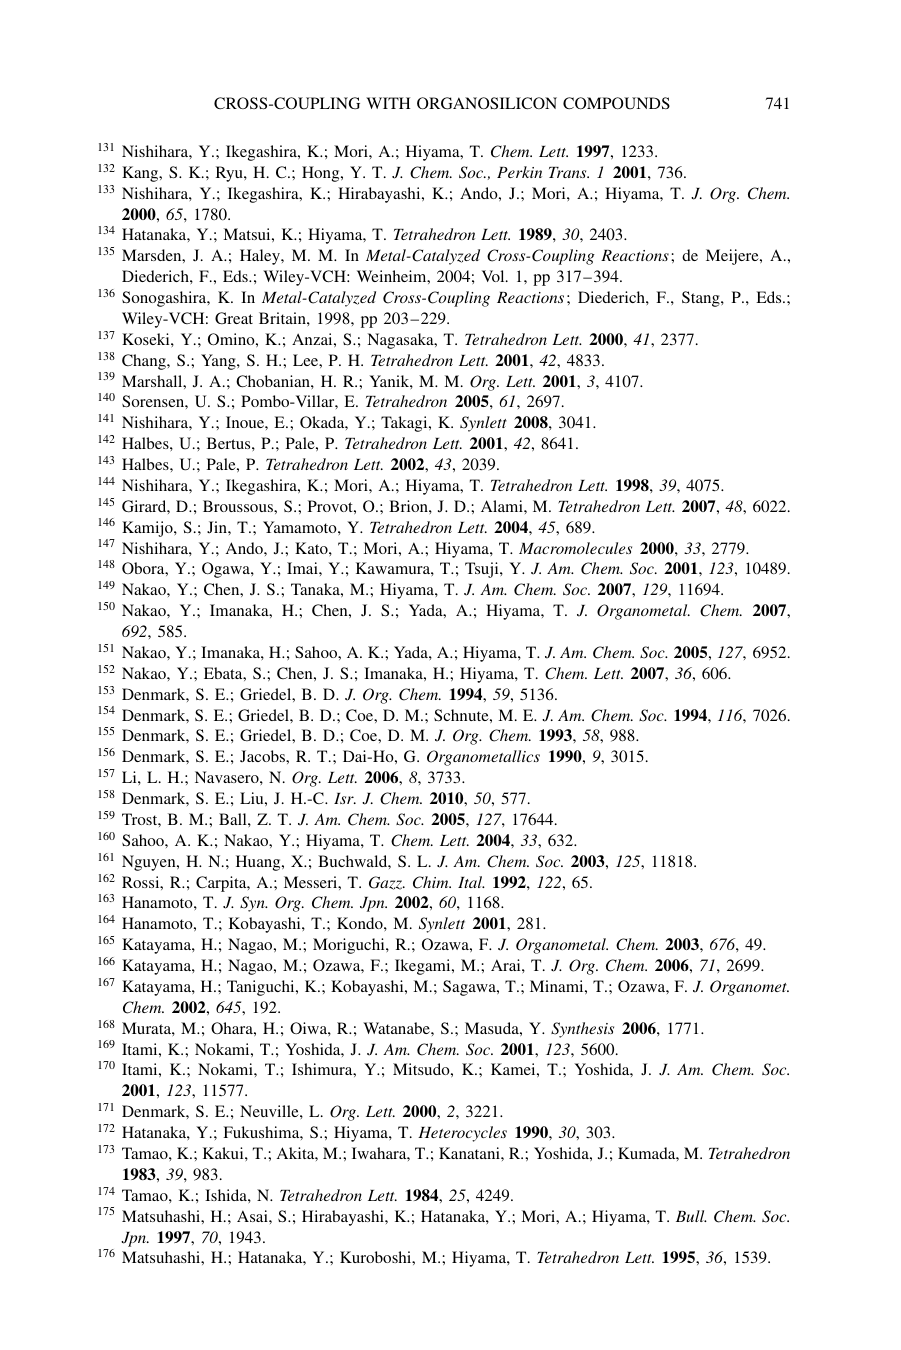 CROSS-COUPLING WITH ORGANOSILICON COMPOUNDS 741
131 Nishihara, Y.; Ikegashira, K.; Mori, A.; Hiyama, T. Chem. Lett. 1997, 1233.
132 Kang, S. K.; Ryu, H. C.; Hong, Y. T. J. Chem. Soc., Perkin Trans. 1 2001, 736.
133 Nishihara, Y.; Ikegashira, K.; Hirabayashi, K.; Ando, J.; Mori, A.; Hiyama, T. J. Org. Chem.
2000, 65, 1780.
134 Hatanaka, Y.; Matsui, K.; Hiyama, T. Tetrahedron Lett. 1989, 30, 2403.
135 Marsden, J. A.; Haley, M. M. In Metal-Catalyzed Cross-Coupling Reactions; de Meijere, A.,
Diederich, F., Eds.; Wiley-VCH: Weinheim, 2004; Vol. 1, pp 317–394.
136 Sonogashira, K. In Metal-Catalyzed Cross-Coupling Reactions; Diederich, F., Stang, P., Eds.;
Wiley-VCH: Great Britain, 1998, pp 203–229.
137 Koseki, Y.; Omino, K.; Anzai, S.; Nagasaka, T. Tetrahedron Lett. 2000, 41, 2377.
138 Chang, S.; Yang, S. H.; Lee, P. H. Tetrahedron Lett. 2001, 42, 4833.
139 Marshall, J. A.; Chobanian, H. R.; Yanik, M. M. Org. Lett. 2001, 3, 4107.
140 Sorensen, U. S.; Pombo-Villar, E. Tetrahedron 2005, 61, 2697.
141 Nishihara, Y.; Inoue, E.; Okada, Y.; Takagi, K. Synlett 2008, 3041.
142 Halbes, U.; Bertus, P.; Pale, P. Tetrahedron Lett. 2001, 42, 8641.
143 Halbes, U.; Pale, P. Tetrahedron Lett. 2002, 43, 2039.
144 Nishihara, Y.; Ikegashira, K.; Mori, A.; Hiyama, T. Tetrahedron Lett. 1998, 39, 4075.
145 Girard, D.; Broussous, S.; Provot, O.; Brion, J. D.; Alami, M. Tetrahedron Lett. 2007, 48, 6022.
146 Kamijo, S.; Jin, T.; Yamamoto, Y. Tetrahedron Lett. 2004, 45, 689.
147 Nishihara, Y.; Ando, J.; Kato, T.; Mori, A.; Hiyama, T. Macromolecules 2000, 33, 2779.
148 Obora, Y.; Ogawa, Y.; Imai, Y.; Kawamura, T.; Tsuji, Y. J. Am. Chem. Soc. 2001, 123, 10489.
149 Nakao, Y.; Chen, J. S.; Tanaka, M.; Hiyama, T. J. Am. Chem. Soc. 2007, 129, 11694.
150 Nakao, Y.; Imanaka, H.; Chen, J. S.; Yada, A.; Hiyama, T. J. Organometal. Chem. 2007,
692, 585.
151 Nakao, Y.; Imanaka, H.; Sahoo, A. K.; Yada, A.; Hiyama, T. J. Am. Chem. Soc. 2005, 127, 6952.
152 Nakao, Y.; Ebata, S.; Chen, J. S.; Imanaka, H.; Hiyama, T. Chem. Lett. 2007, 36, 606.
153 Denmark, S. E.; Griedel, B. D. J. Org. Chem. 1994, 59, 5136.
154 Denmark, S. E.; Griedel, B. D.; Coe, D. M.; Schnute, M. E. J. Am. Chem. Soc. 1994, 116, 7026.
155 Denmark, S. E.; Griedel, B. D.; Coe, D. M. J. Org. Chem. 1993, 58, 988.
156 Denmark, S. E.; Jacobs, R. T.; Dai-Ho, G. Organometallics 1990, 9, 3015.
157 Li, L. H.; Navasero, N. Org. Lett. 2006, 8, 3733.
158 Denmark, S. E.; Liu, J. H.-C. Isr. J. Chem. 2010, 50, 577.
159 Trost, B. M.; Ball, Z. T. J. Am. Chem. Soc. 2005, 127, 17644.
160 Sahoo, A. K.; Nakao, Y.; Hiyama, T. Chem. Lett. 2004, 33, 632.
161 Nguyen, H. N.; Huang, X.; Buchwald, S. L. J. Am. Chem. Soc. 2003, 125, 11818.
162 Rossi, R.; Carpita, A.; Messeri, T. Gazz. Chim. Ital. 1992, 122, 65.
163 Hanamoto, T. J. Syn. Org. Chem. Jpn. 2002, 60, 1168.
164 Hanamoto, T.; Kobayashi, T.; Kondo, M. Synlett 2001, 281.
165 Katayama, H.; Nagao, M.; Moriguchi, R.; Ozawa, F. J. Organometal. Chem. 2003, 676, 49.
166 Katayama, H.; Nagao, M.; Ozawa, F.; Ikegami, M.; Arai, T. J. Org. Chem. 2006, 71, 2699.
167 Katayama, H.; Taniguchi, K.; Kobayashi, M.; Sagawa, T.; Minami, T.; Ozawa, F. J. Organomet.
Chem. 2002, 645, 192.
168 Murata, M.; Ohara, H.; Oiwa, R.; Watanabe, S.; Masuda, Y. Synthesis 2006, 1771.
169 Itami, K.; Nokami, T.; Yoshida, J. J. Am. Chem. Soc. 2001, 123, 5600.
170 Itami, K.; Nokami, T.; Ishimura, Y.; Mitsudo, K.; Kamei, T.; Yoshida, J. J. Am. Chem. Soc.
2001, 123, 11577.
171 Denmark, S. E.; Neuville, L. Org. Lett. 2000, 2, 3221.
172 Hatanaka, Y.; Fukushima, S.; Hiyama, T. Heterocycles 1990, 30, 303.
173 Tamao, K.; Kakui, T.; Akita, M.; Iwahara, T.; Kanatani, R.; Yoshida, J.; Kumada, M. Tetrahedron
1983, 39, 983.
174 Tamao, K.; Ishida, N. Tetrahedron Lett. 1984, 25, 4249.
175 Matsuhashi, H.; Asai, S.; Hirabayashi, K.; Hatanaka, Y.; Mori, A.; Hiyama, T. Bull. Chem. Soc.
Jpn. 1997, 70, 1943.
176 Matsuhashi, H.; Hatanaka, Y.; Kuroboshi, M.; Hiyama, T. Tetrahedron Lett. 1995, 36, 1539.